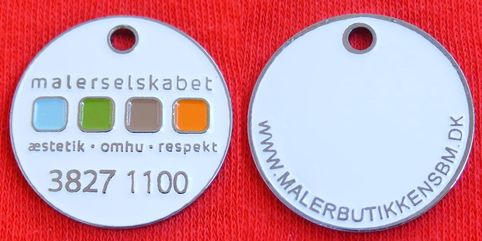 malerselskabet
æstetik · omhu · respekt
3827 1100
WWW.MALERBUTIKKENSBM.DK